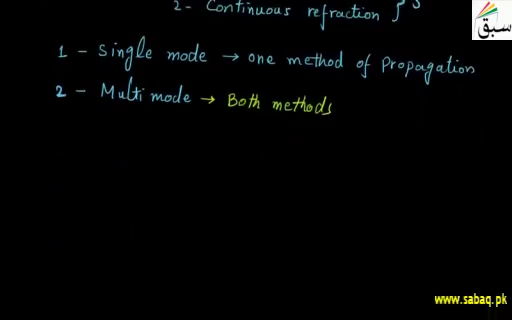 2- Continuous refraction }
سبق
1 - Single mode → one method of Propagation
2 - Multi mode → Both methods
www.sabaq.pk